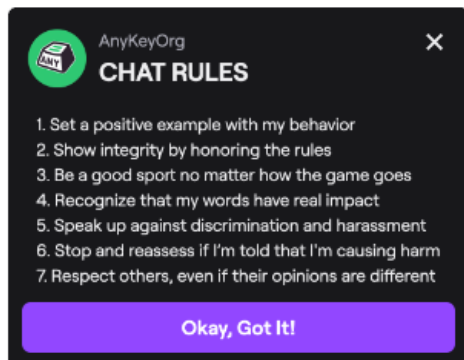 AnyKeyOrg
CHAT RULES
ANY
1. Set a positive example with my behavior
2. Show integrity by honoring the rules
3. Be a good sport no matter how the game goes
4. Recognize that my words have real impact
5. Speak up against discrimination and harassment
6. Stop and reassess if I'm told that I'm causing harm
7. Respect others, even if their opinions are different
Okay, Got It!